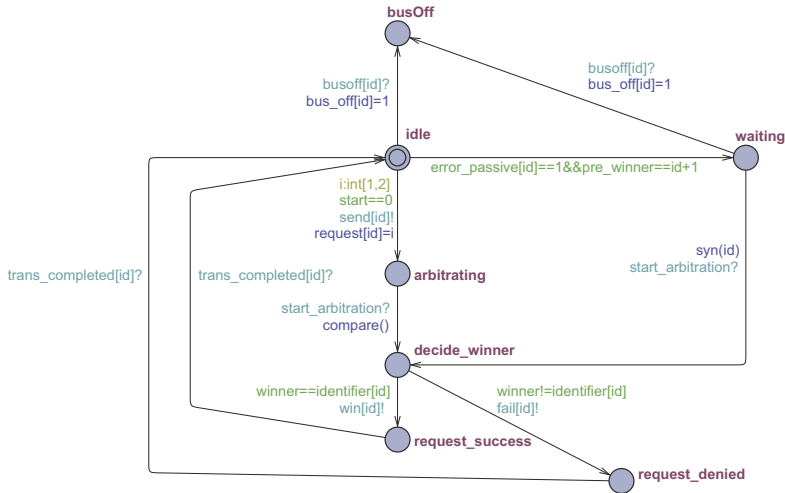 busOff
busoff[id]?
bus_off[id]=1
busoff[id]?
bus_off[id]=1
idle
waiting
error_passive[id]==1&&pre_winner==id+1
i:int[1,2]
start==0
send[id]!
request[id]=i
syn(id)
start_arbitration?
trans_completed[id]?
trans_completed[id]?
arbitrating
start_arbitration?
compare()
decide_winner
winner==identifier[id]
win[id]!
winner!=identifier[id]
fail[id]!
request_success
request_denied